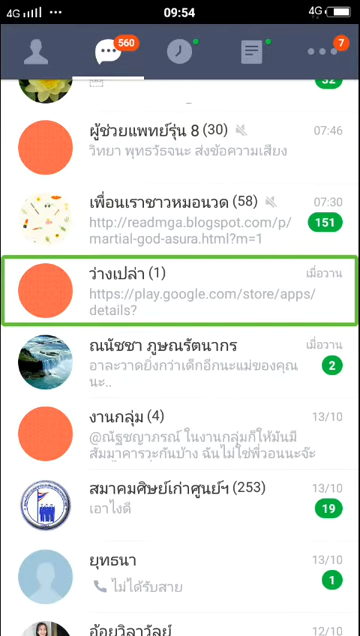 4G
09:54
4G
560
7
32
ผู้ช่วยแพทย์รุ่น 8 (30)
07:46
วิทยา พุทธวัธจนะ ส่งข้อความเสียง
เพื่อนเราชาวหมอนวด (58)
07:30
http://readmga.blogspot.com/p/
martial-god-asura.html?m=1
151
ว่างเปล่า (1)
เมื่อวาน
https://play.google.com/store/apps/
details?
ณนัชชา ภูษณรัตนากร
เมื่อวาน
อาละวาดยิ่งกว่าเด็กอีกนะแม่ของคุณ
นะ..
2
งานกลุ่ม (4)
13/10
@ณัฐชญาภรณ์ ในงานกลุ่มก็ให้มันมี
สัมมาคารวะกันบ้าง ฉันไม่ใช่พี่วอนนะจ๊ะ
สมาคมศิษย์เก่าศูนย์ฯ (253)
13/10
เอาไงดี
19
ยุทธนา
13/10
ไม่ได้รับสาย
1
อ้อยวิลาวัลย์
13/10